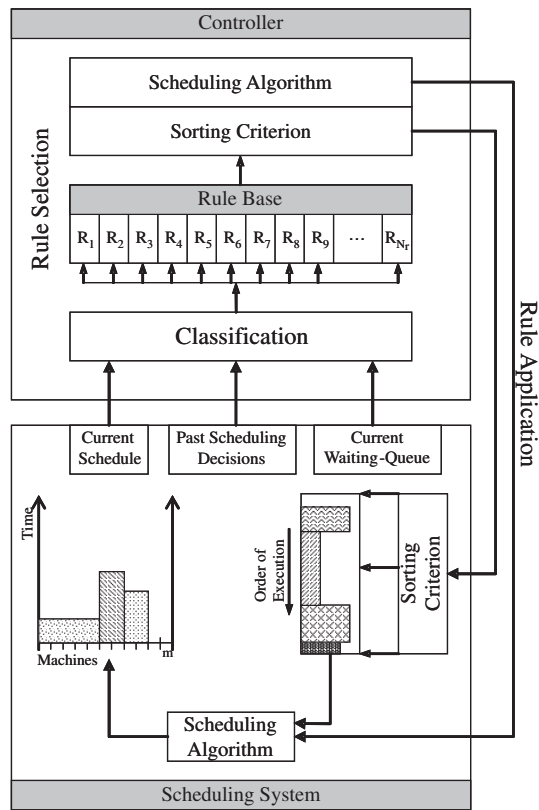 Controller
Scheduling Algorithm
Sorting Criterion
Rule Selection
Rule Base
R1 R2 R3 R4 R5 R6 R7 R8 R9 ... RNr
Classification
Rule Application
Current
Schedule
Past Scheduling
Decisions
Current
Waiting-Queue
Time
Machines
m
Order of
Execution
Sorting
Criterion
Scheduling
Algorithm
Scheduling System